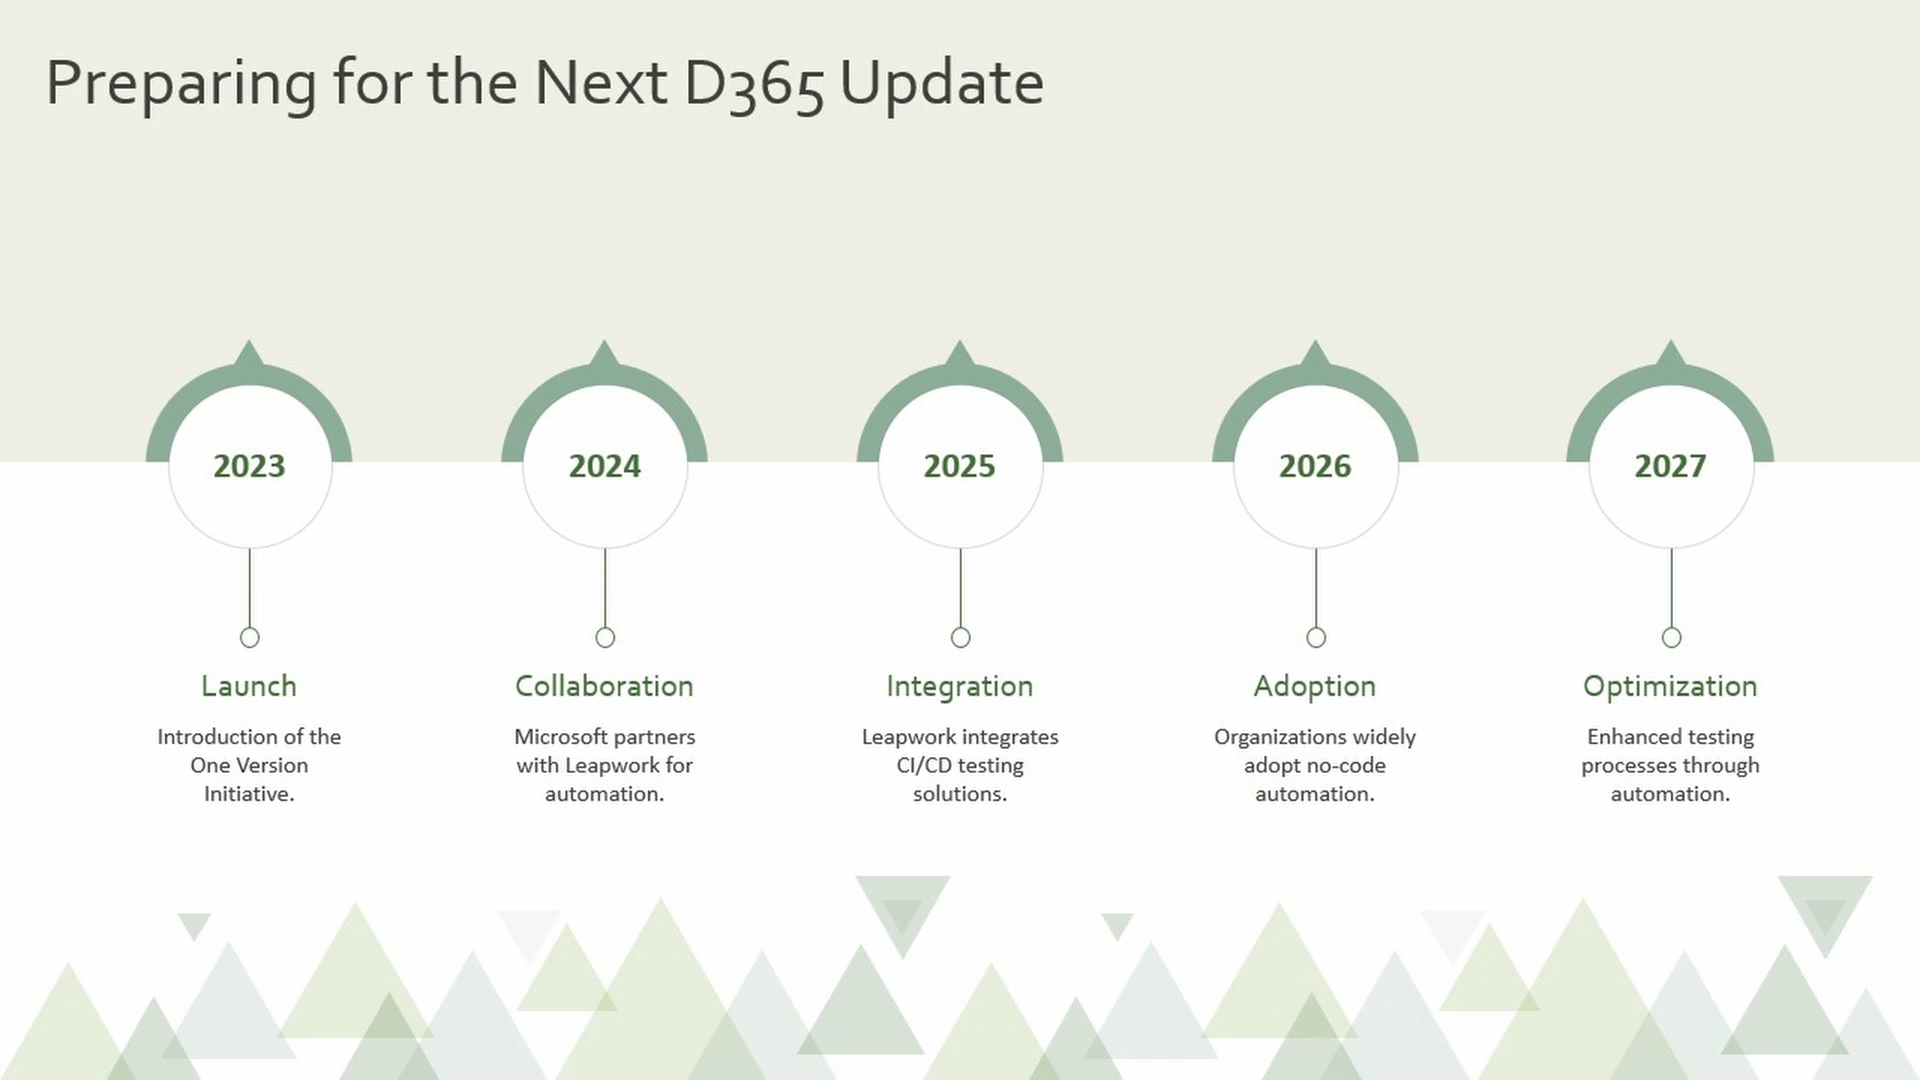 Preparing for the Next D365 Update
2023
2024
2025
2026
2027
Launch
Introduction of the
One Version
Initiative.
Collaboration
Microsoft partners
with Leapwork for
automation.
Integration
Leapwork integrates
CI/CD testing
solutions.
Adoption
Organizations widely
adopt no-code
automation.
Optimization
Enhanced testing
processes through
automation.